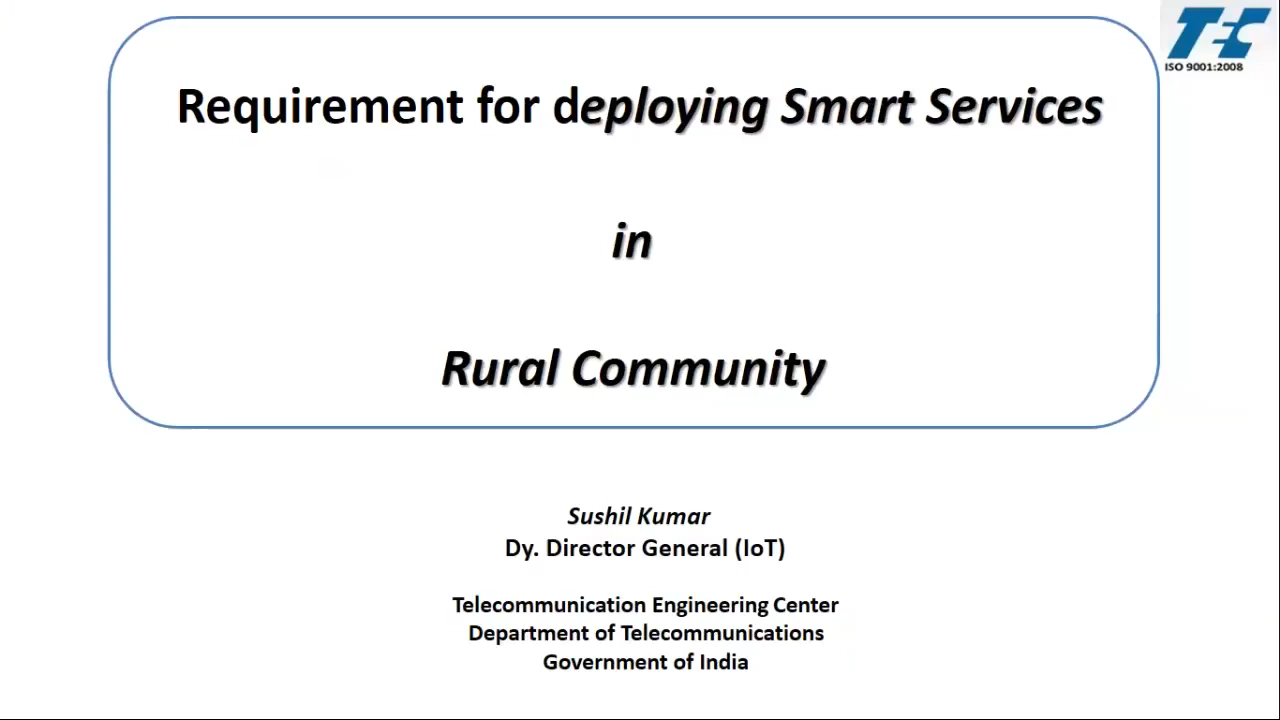 TEC
ISO 9001:2008
Requirement for deploying Smart Services
in
Rural Community
Sushil Kumar
Dy. Director General (IoT)
Telecommunication Engineering Center
Department of Telecommunications
Government of India